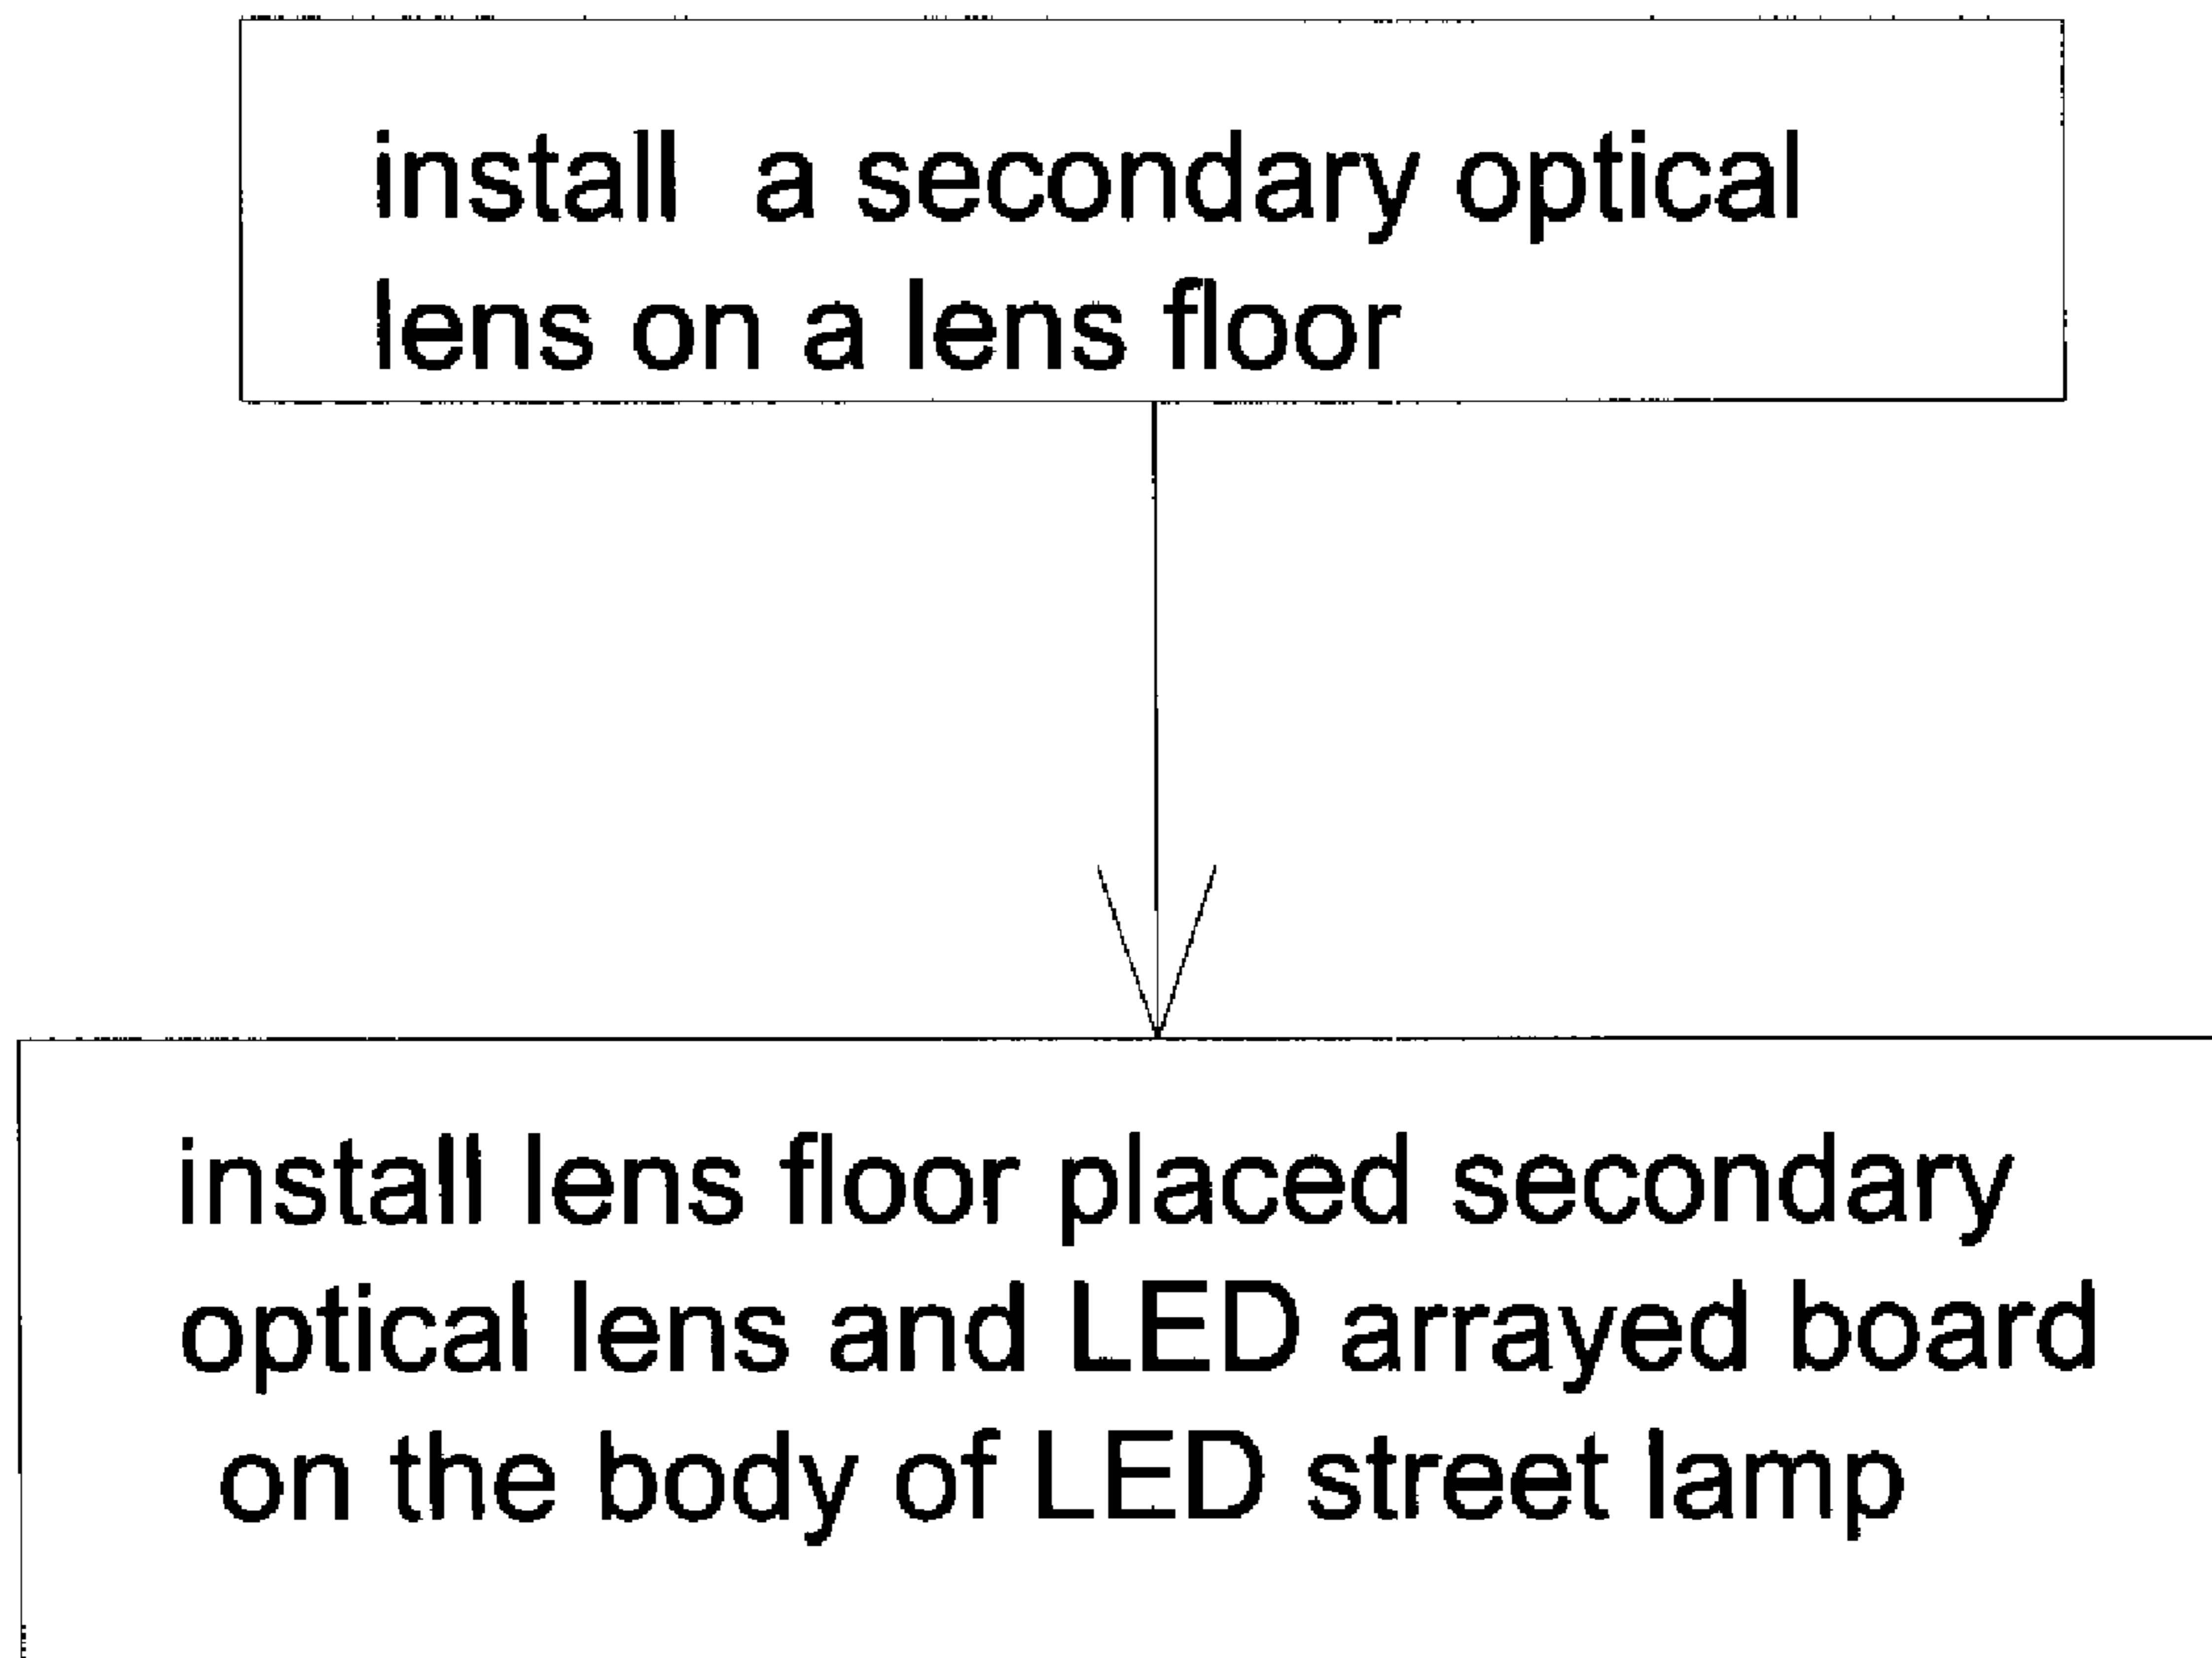 install a secondary optical
lens on a lens floor
install lens floor placed secondary
optical lens and LED arrayed board
on the body of LED street lamp